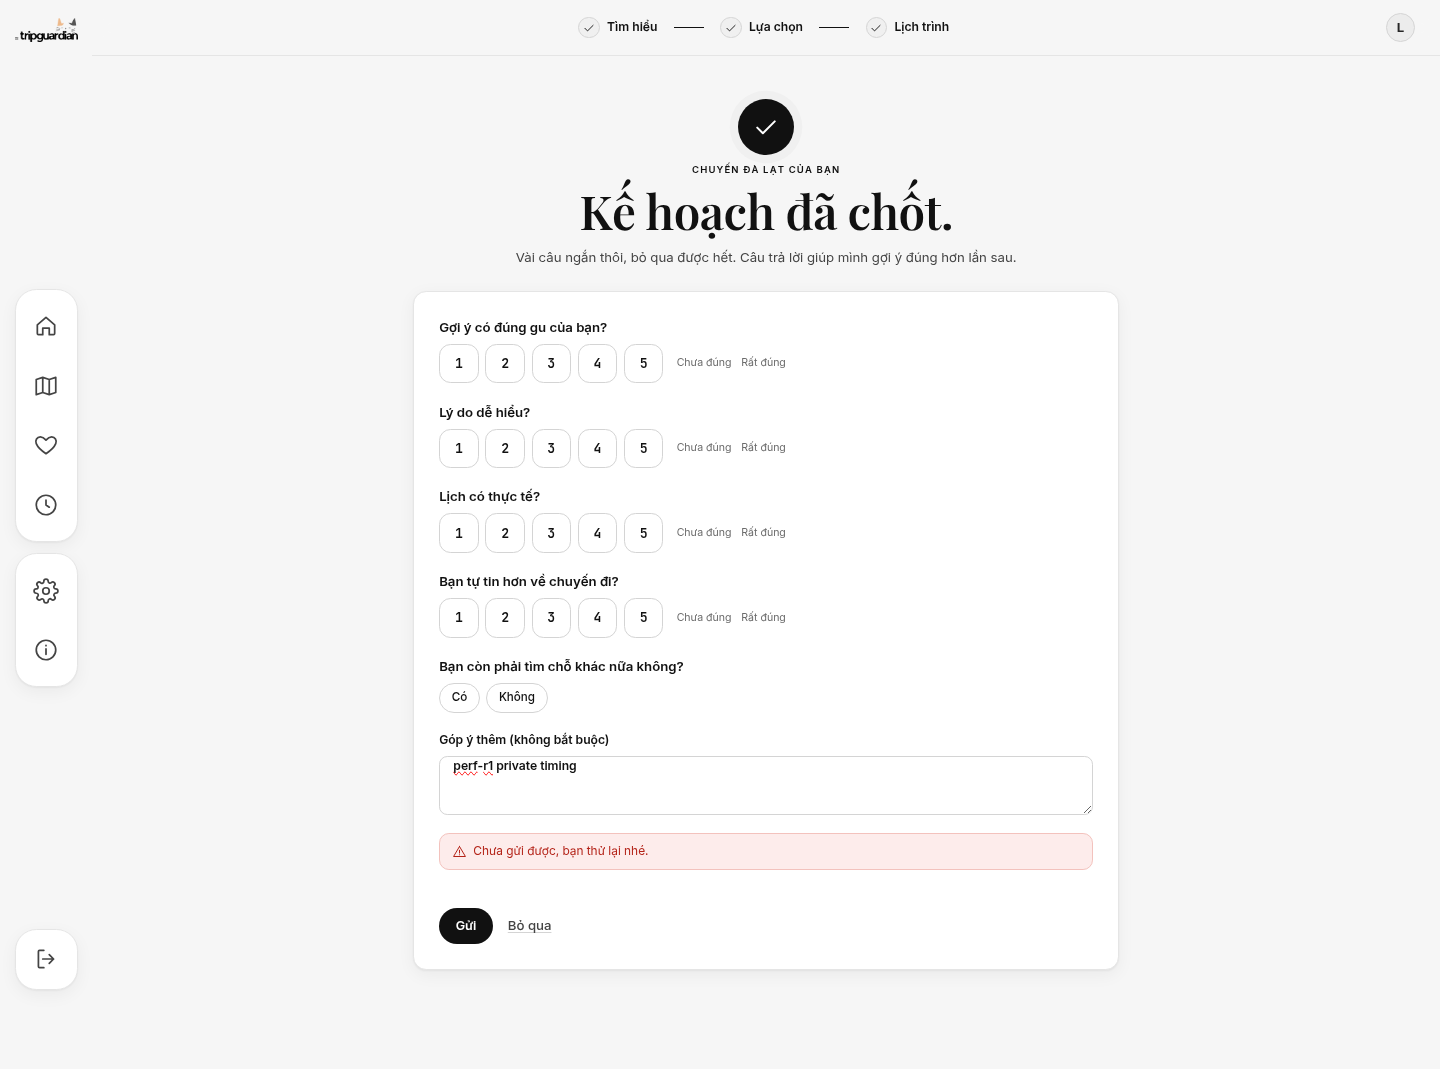 tripguardian
Tìm hiểu
Lựa chọn
Lịch trình
L
CHUYẾN ĐÀ LẠT CỦA BẠN
Kế hoạch đã chốt.
Vài câu ngắn thôi, bỏ qua được hết. Câu trả lời giúp mình gợi ý đúng hơn lần sau.
Gợi ý có đúng gu của bạn?
1 2 3 4 5 Chưa đúng Rất đúng
Lý do dễ hiểu?
1 2 3 4 5 Chưa đúng Rất đúng
Lịch có thực tế?
1 2 3 4 5 Chưa đúng Rất đúng
Bạn tự tin hơn về chuyến đi?
1 2 3 4 5 Chưa đúng Rất đúng
Bạn còn phải tìm chỗ khác nữa không?
Có Không
Góp ý thêm (không bắt buộc)
perf-r1 private timing
Chưa gửi được, bạn thử lại nhé.
Gửi Bỏ qua